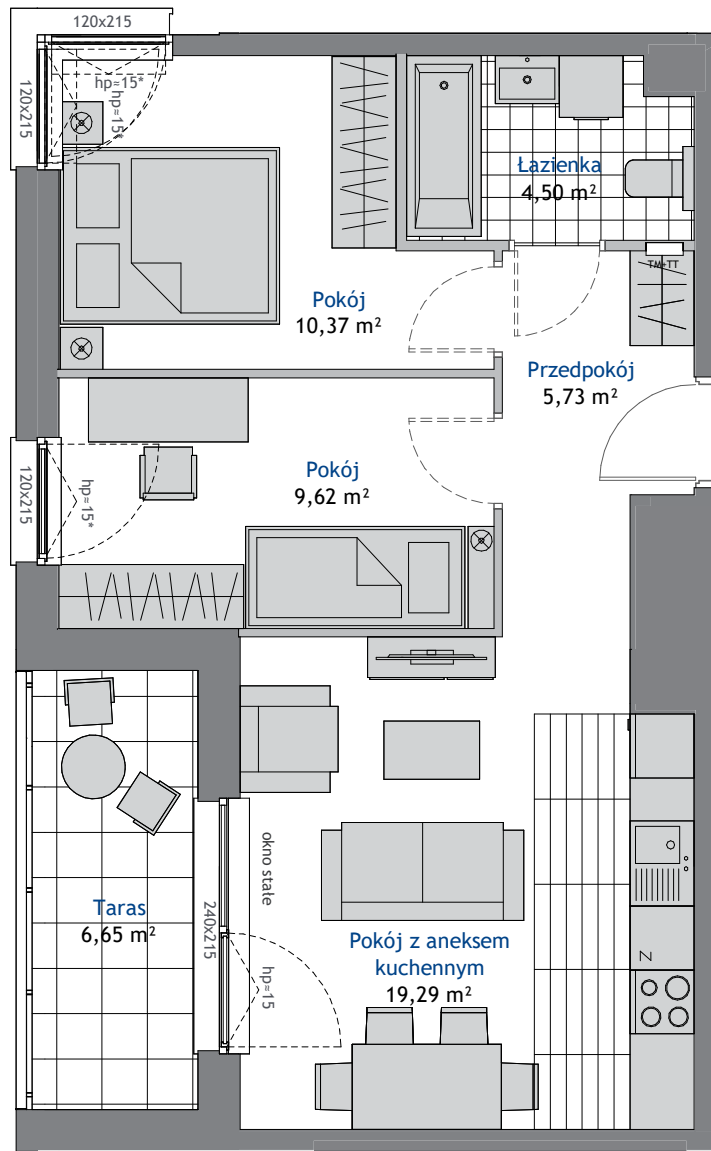 120x215
120x215
hp≈15*
hp≈15*
Łazienka
4,50 m²
TM+TT
Pokój
10,37 m²
Przedpokój
5,73 m²
Pokój
9,62 m²
120x215
hp≈15*
okno stałe
Taras
6,65 m²
240x215
hp≈15
Pokój z aneksem
kuchennym
19,29 m²
Z